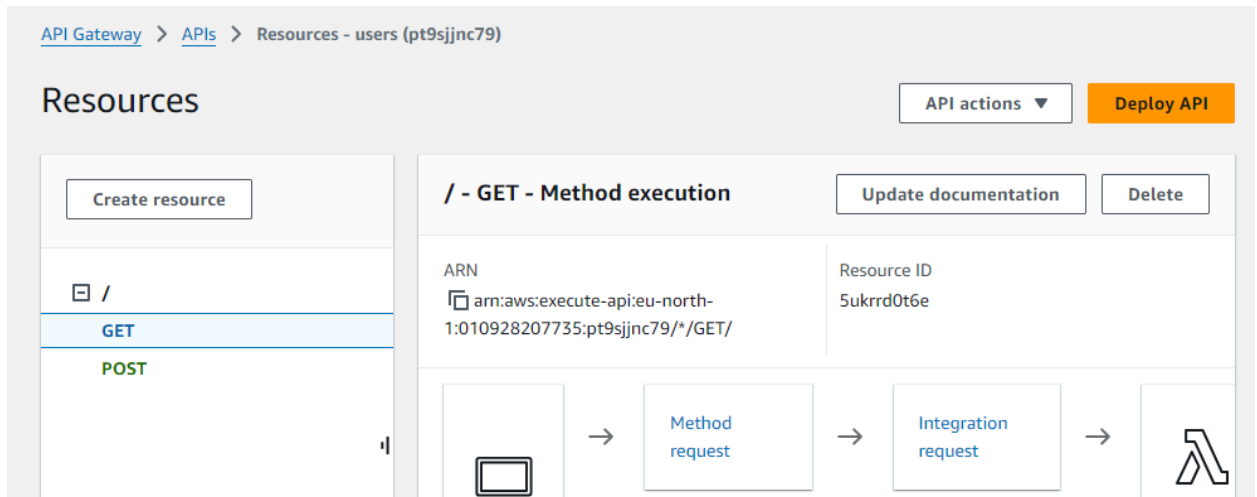 API Gateway > APIs > Resources - users (pt9sjjnc79)
Resources
API actions ▼
Deploy API
Create resource
/
GET
POST
/ - GET - Method execution
Update documentation
Delete
ARN
arn:aws:execute-api:eu-north-
1:010928207735:pt9sjjnc79/*/GET/
Resource ID
5ukrrd0t6e
Method
request
Integration
request